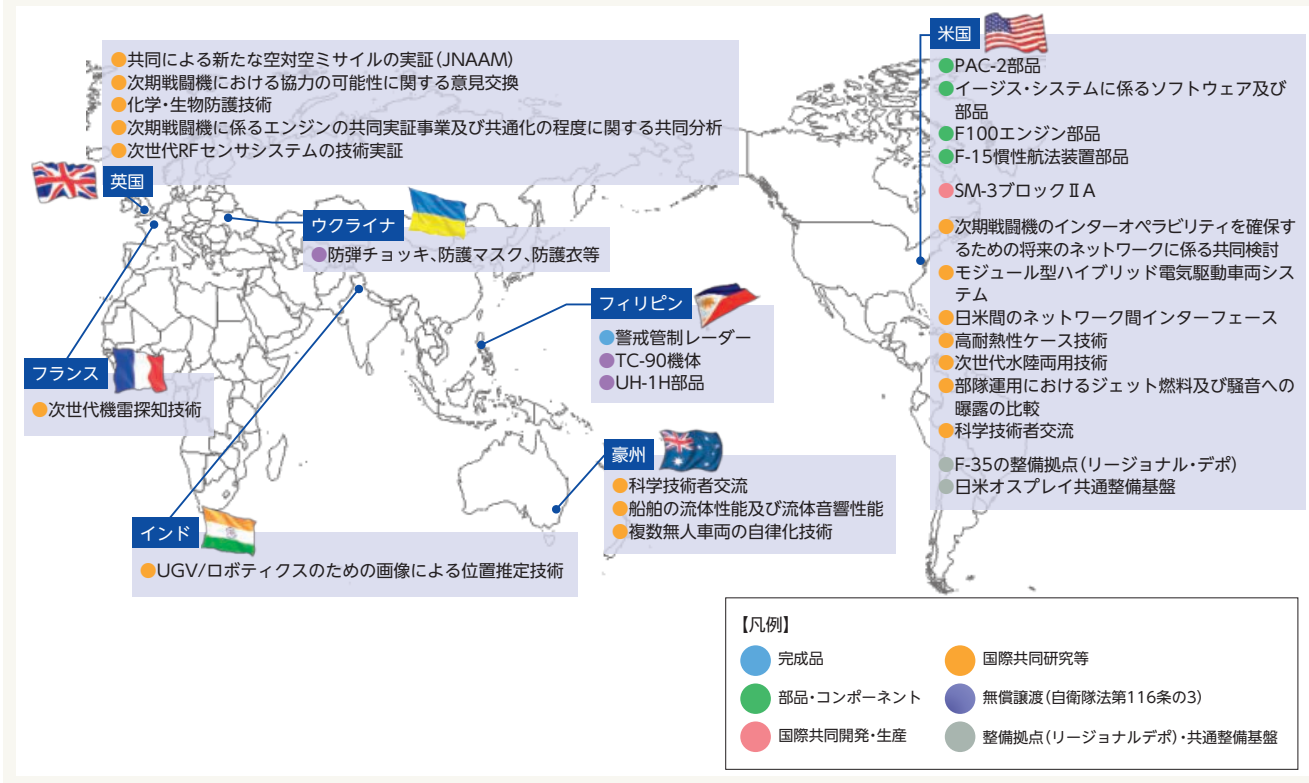 ●共同による新たな空対空ミサイルの実証(JNAAM)
●次期戦闘機における協力の可能性に関する意見交換
●化学・生物防護技術
●次期戦闘機に係るエンジンの共同実証事業及び共通化の程度に関する共同分析
●次世代RFセンサシステムの技術実証
英国
ウクライナ
●防弾チョッキ、防護マスク、防護衣等
フランス
●次世代機雷探知技術
インド
●UGV/ロボティクスのための画像による位置推定技術
フィリピン
●警戒管制レーダー
●TC-90機体
●UH-1H部品
豪州
●科学技術者交流
●船舶の流体性能及び流体音響性能
●複数無人車両の自律化技術
米国
●PAC-2部品
●イージス・システムに係るソフトウェア及び
部品
●F100エンジン部品
●F-15慣性航法装置部品
●SM-3ブロックⅡA
●次期戦闘機のインターオペラビリティを確保す
るための将来のネットワークに係る共同検討
●モジュール型ハイブリッド電気駆動車両シス
テム
●日米間のネットワーク間インターフェース
●高耐熱性ケース技術
●次世代水陸両用技術
●部隊運用におけるジェット燃料及び騒音への
曝露の比較
●科学技術者交流
●F-35の整備拠点(リージョナル・デポ)
●日米オスプレイ共通整備基盤
【凡例】
完成品
部品・コンポーネント
国際共同開発・生産
国際共同研究等
無償譲渡(自衛隊法第116条の3)
整備拠点(リージョナルデポ)・共通整備基盤